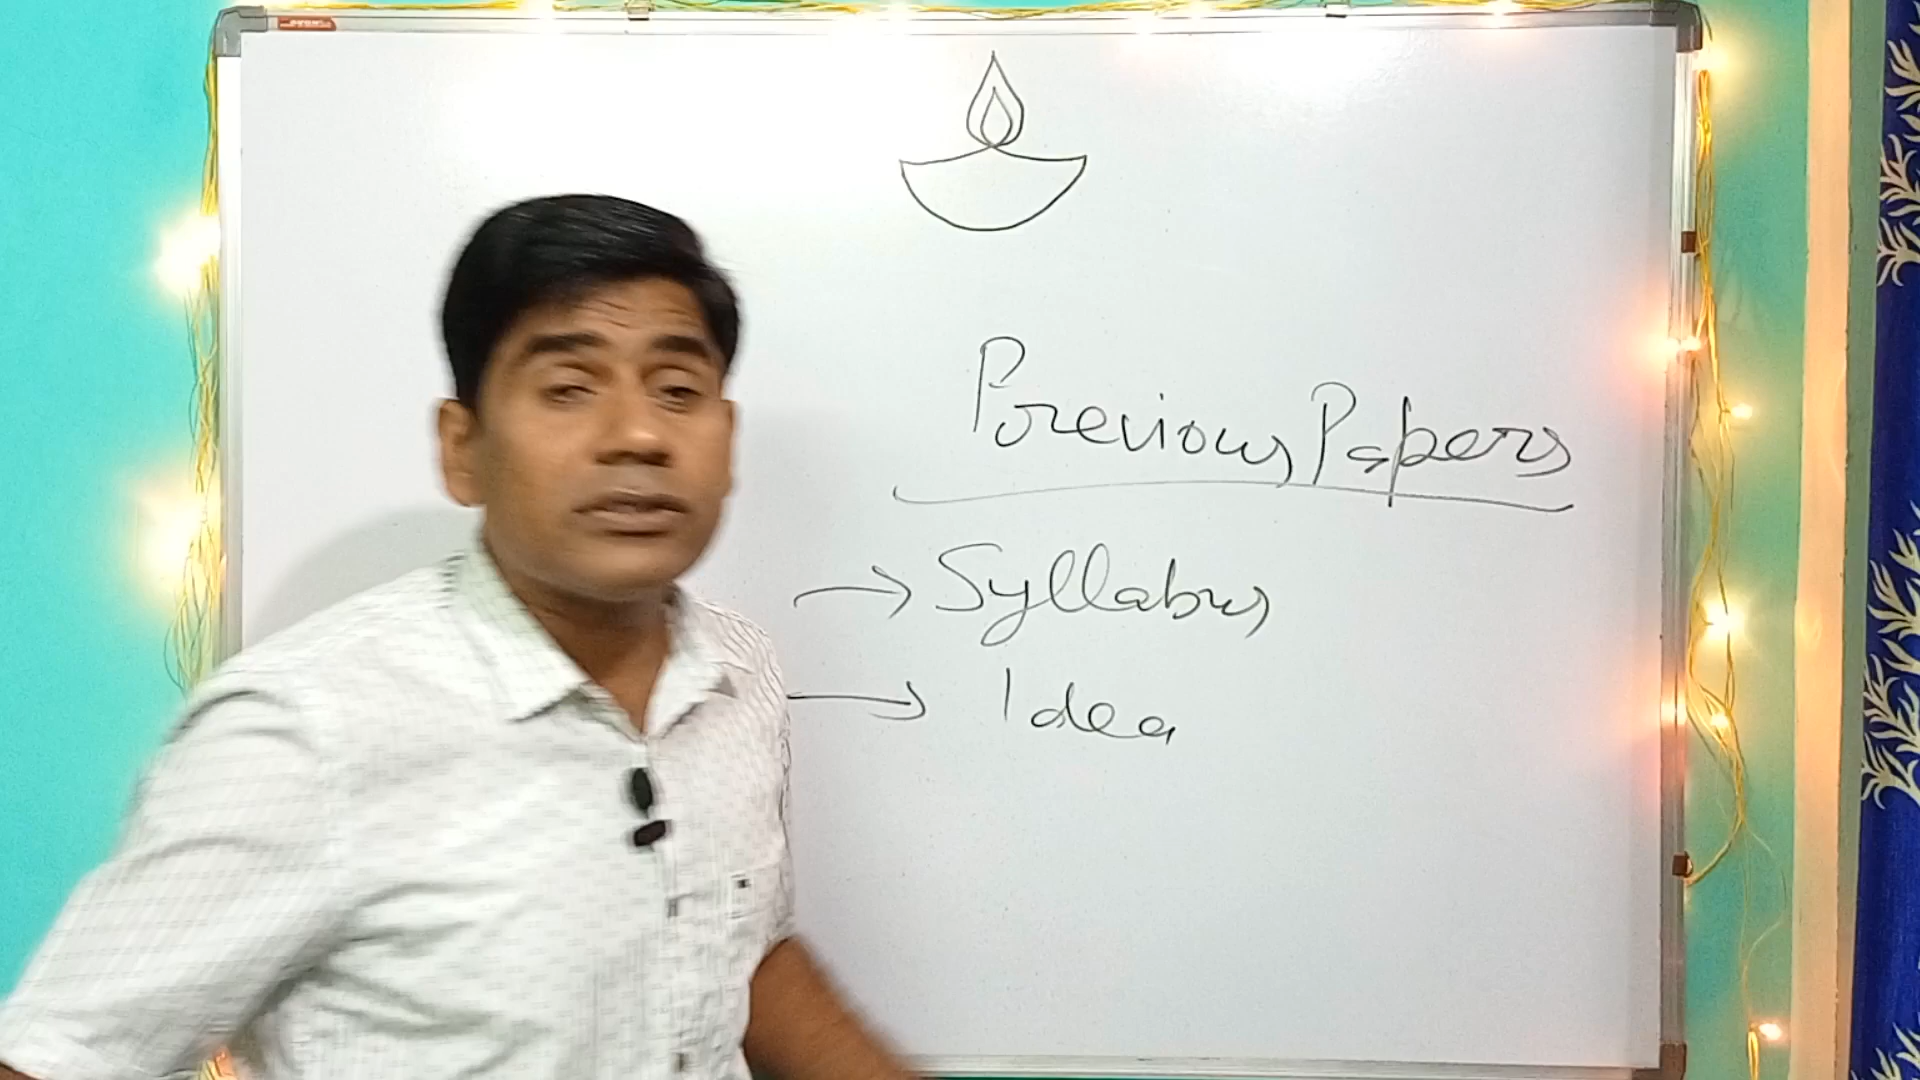 Previous Papers
→ Syllabus
→ Idea